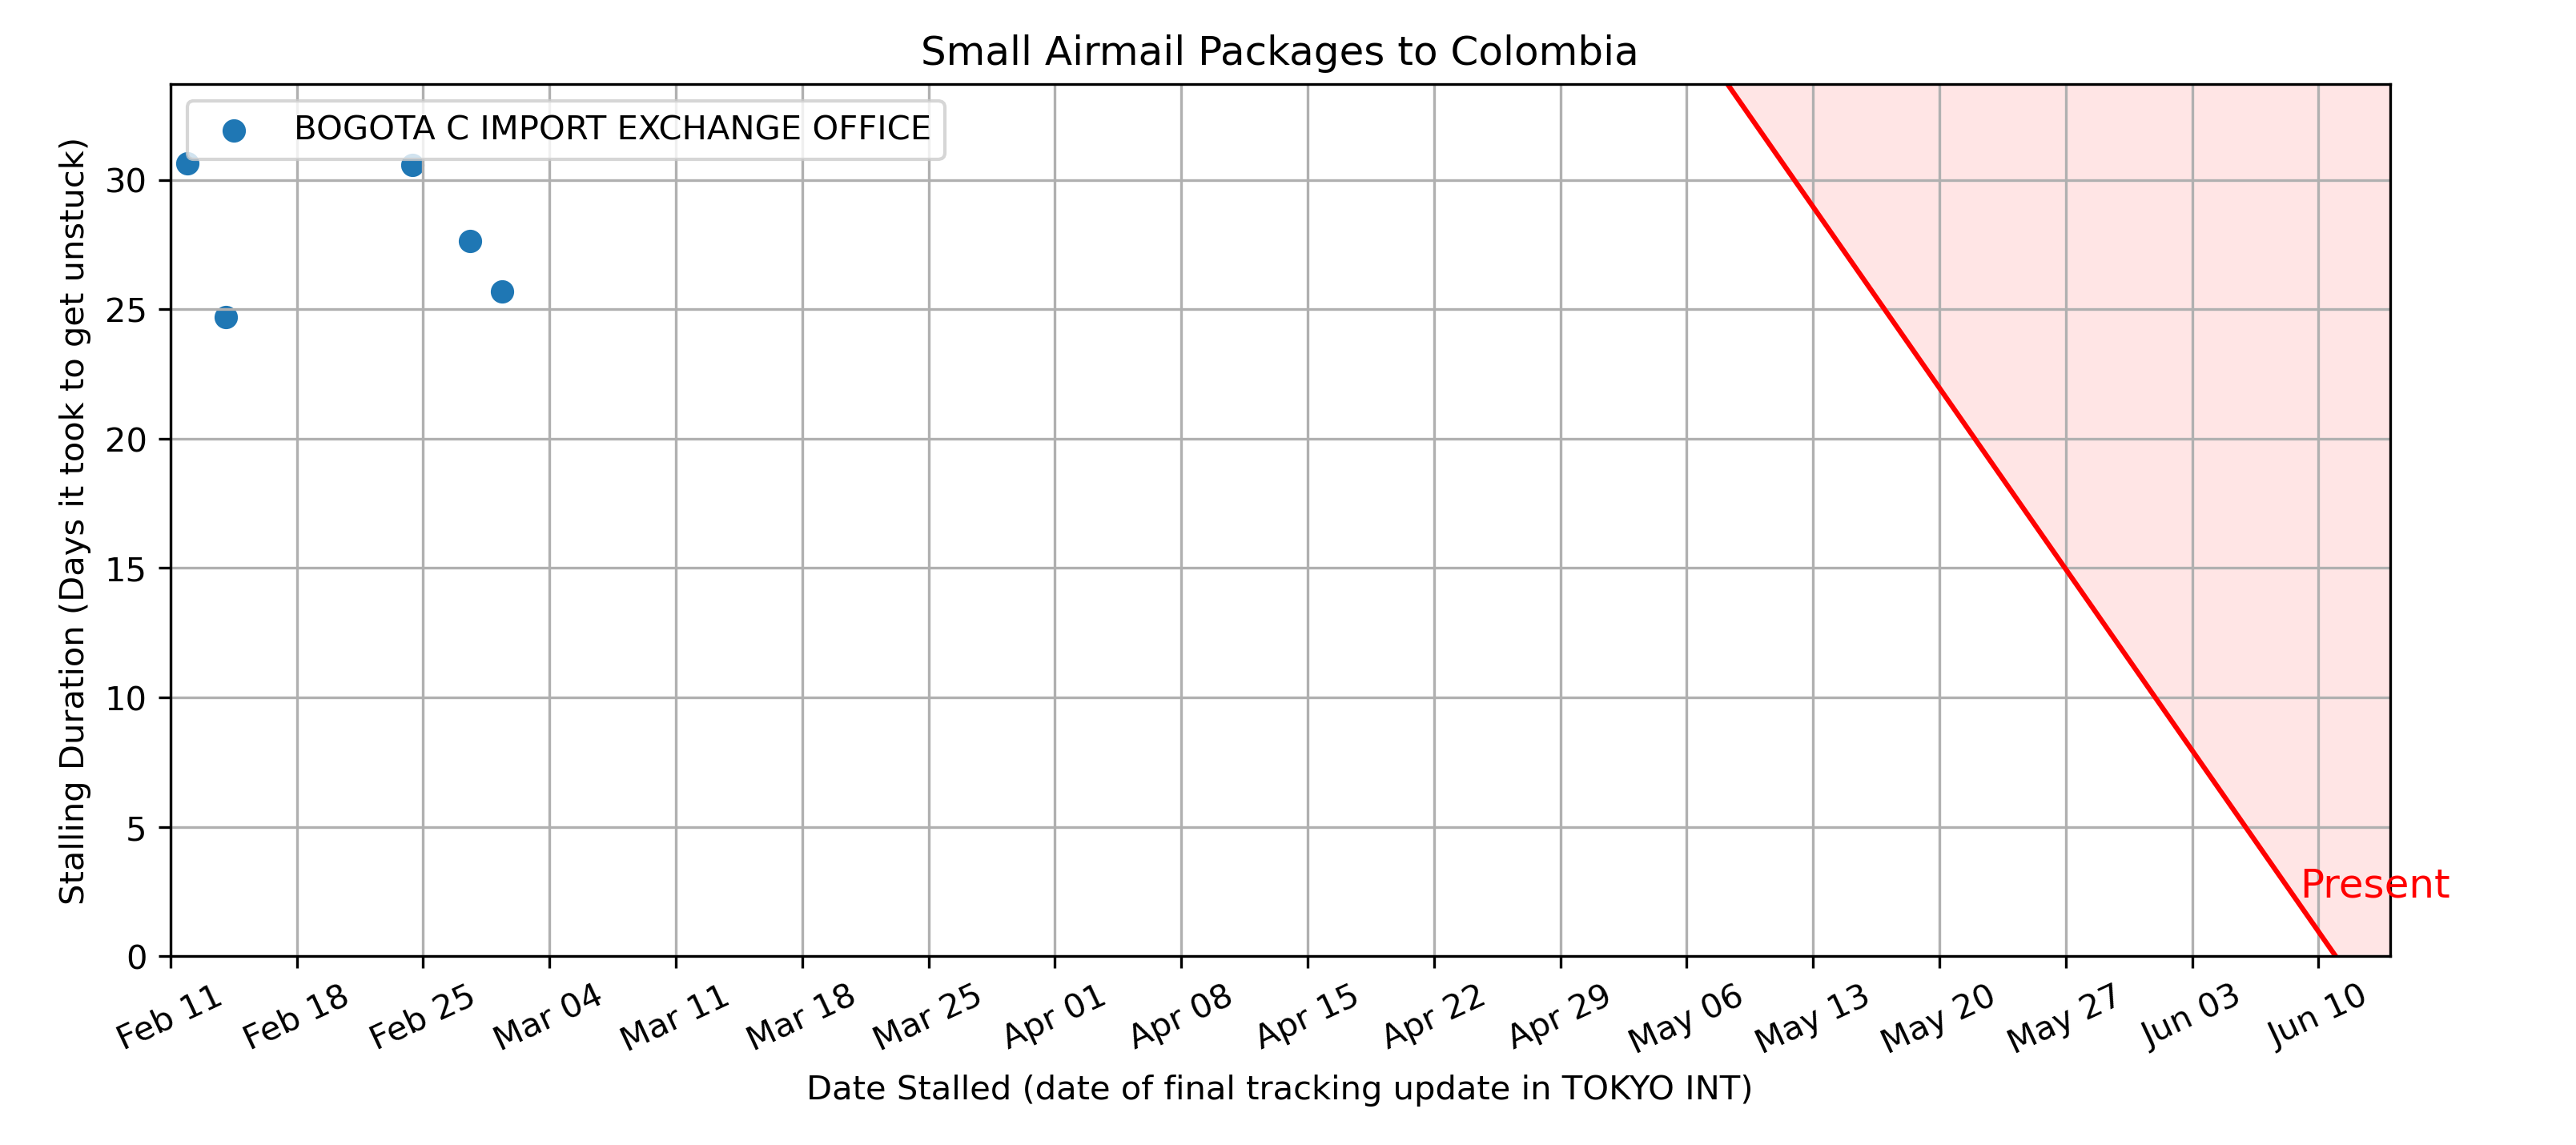 Small Airmail Packages to Colombia
BOGOTA C IMPORT EXCHANGE OFFICE
Stalling Duration (Days it took to get unstuck)
30
25
20
15
10
5
0
Present
Feb 11
Feb 18
Feb 25
Mar 04
Mar 11
Mar 18
Mar 25
Apr 01
Apr 08
Apr 15
Apr 22
Apr 29
May 06
May 13
May 20
May 27
Jun 03
Jun 10
Date Stalled (date of final tracking update in TOKYO INT)